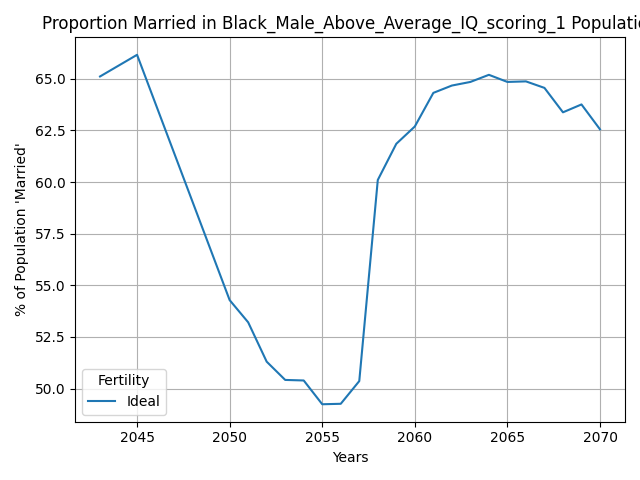 Proportion Married in Black_Male_Above_Average_IQ_scoring_1 Populatio
65.0
62.5
60.0
57.5
55.0
52.5
50.0
% of Population 'Married'
Fertility
Ideal
2045 2050 2055 2060 2065 2070
Years